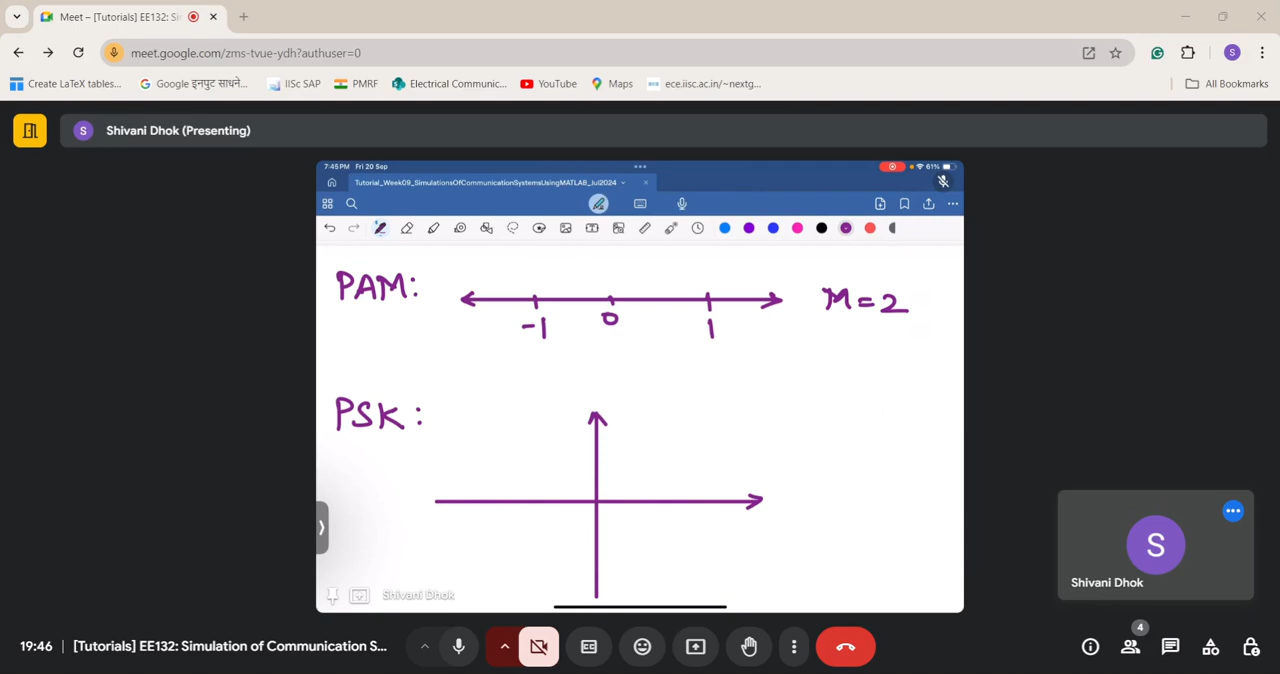 Meet – [Tutorials] EE132: Si
meet.google.com/zms-tvue-ydh?authuser=0
Create LaTeX tables...
Google इनपुट साधने...
IISc SAP
PMRF
Electrical Communic...
YouTube
Maps
ece.iisc.ac.in/~nextg...
All Bookmarks
S
S Shivani Dhok (Presenting)
7:45 PM Fri 20 Sep
61%
Tutorial_Week09_SimulationsOfCommunicationSystemsUsingMATLAB_Jul2024
PAM:
-1 0 1
M = 2
PSK:
Shivani Dhok
S
Shivani Dhok
19:46 | [Tutorials] EE132: Simulation of Communication S...
4